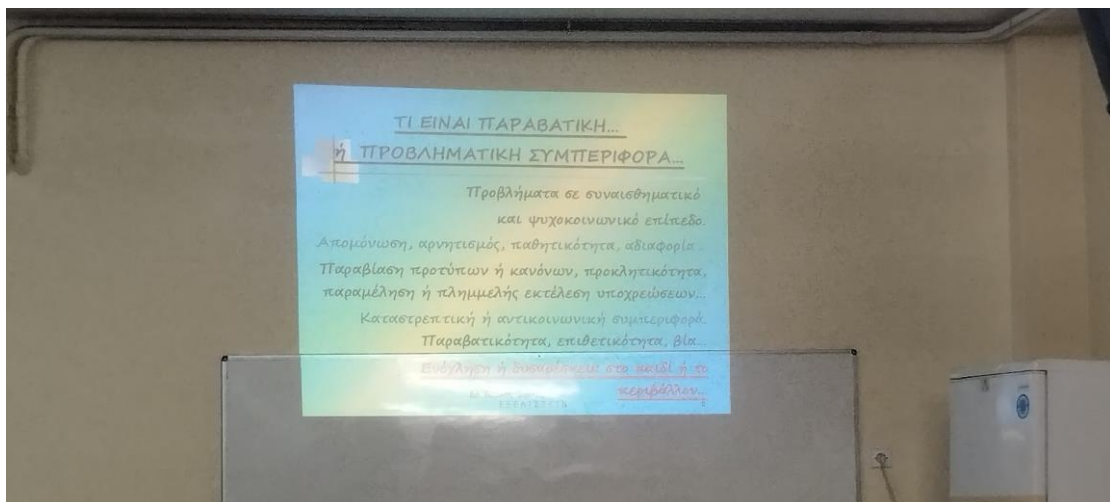 ΤΙ ΕΙΝΑΙ ΠΑΡΑΒΑΤΙΚΗ...
ή ΠΡΟΒΛΗΜΑΤΙΚΗ ΣΥΜΠΕΡΙΦΟΡΑ...
Προβλήματα σε συναισθηματικό
και ψυχοκοινωνικό επίπεδο.
Απομόνωση, αρνητισμός, παθητικότητα, αδιαφορία..
Παραβίαση προτύπων ή κανόνων, προκλητικότητα,
παραμέληση ή πλημμελής εκτέλεση υποχρεώσεων...
Καταστρεπτική ή αντικοινωνική συμπεριφορά.
Παραβατικότητα, επιθετικότητα, βία...
Ενόχληση ή δυσαρέσκεια στο παιδί ή το
περιβάλλον...